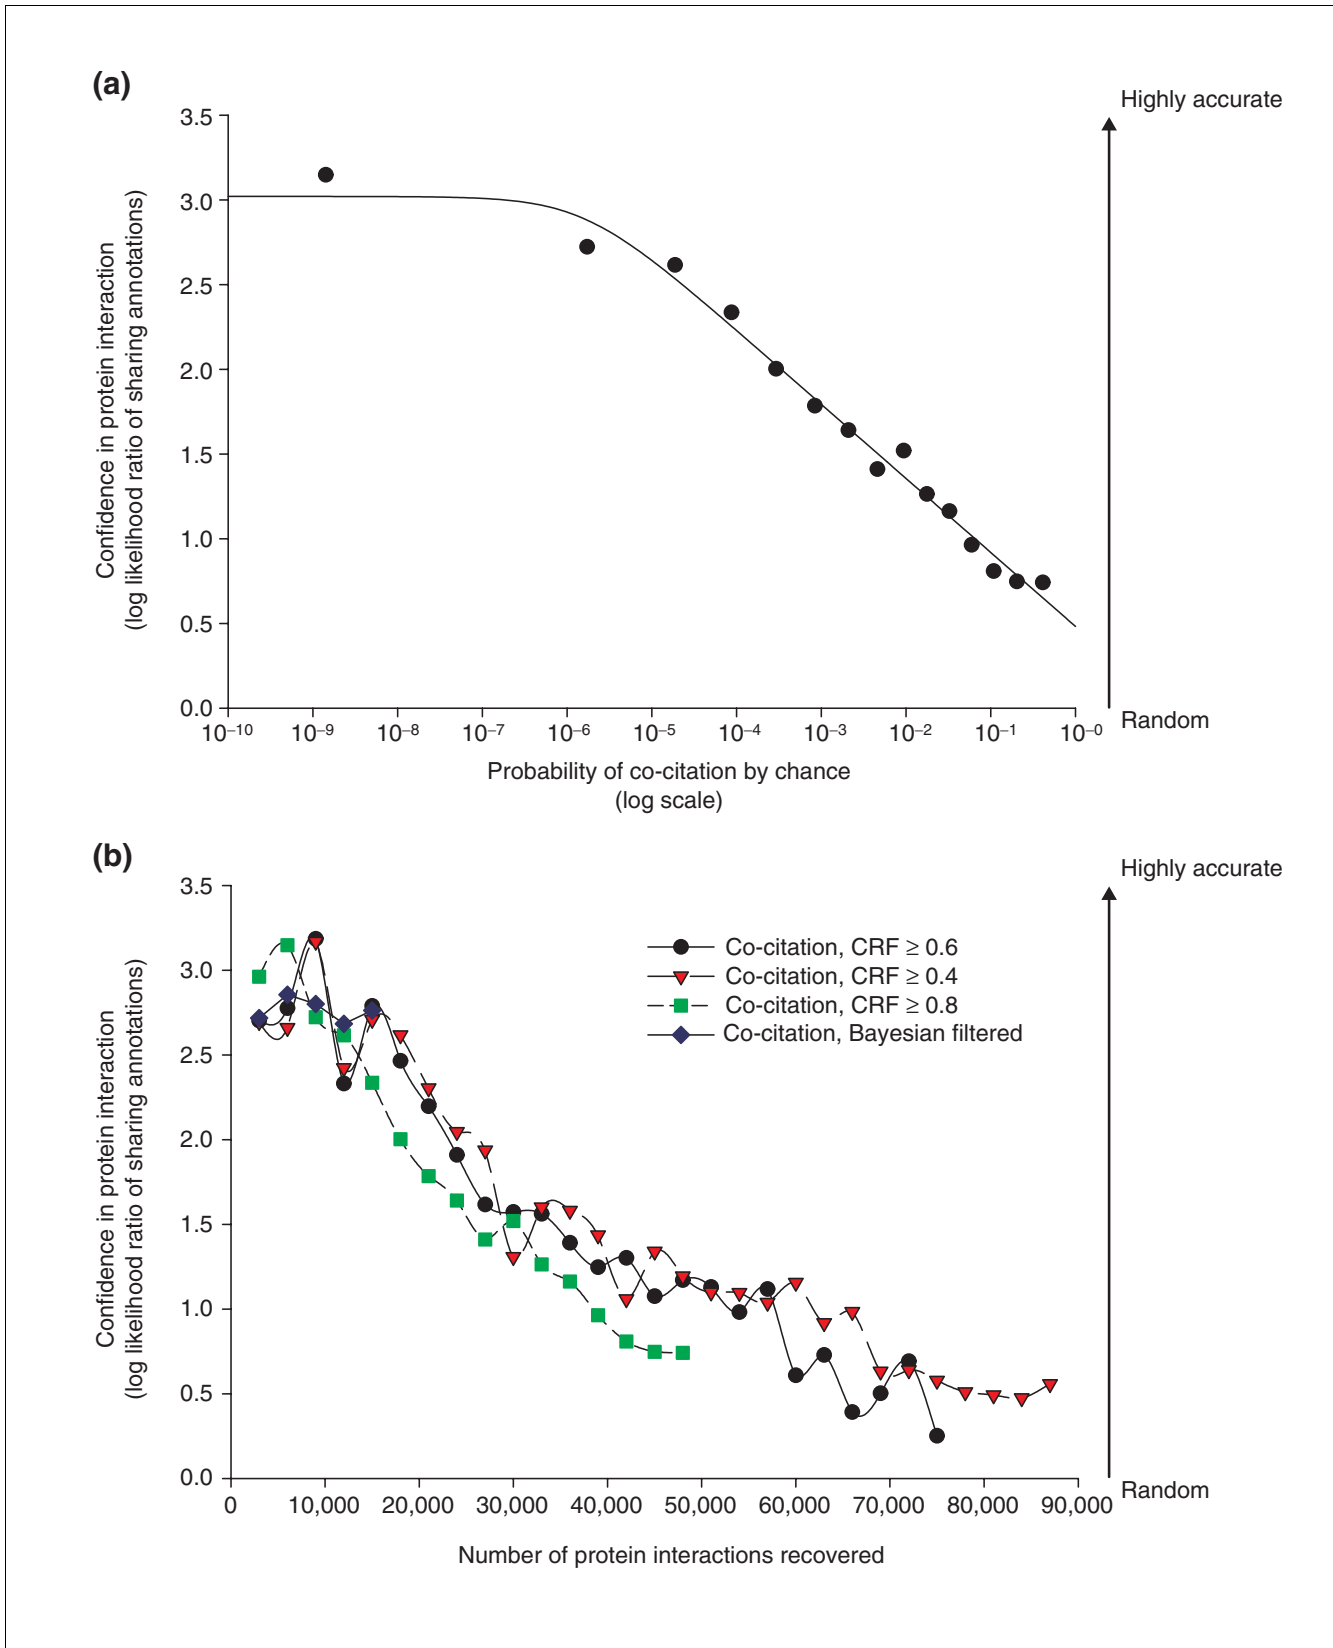 (a)
Highly accurate
3.5
3.0
2.5
2.0
1.5
1.0
0.5
0.0
Confidence in protein interaction
(log likelihood ratio of sharing annotations)
10⁻¹⁰ 10⁻⁹ 10⁻⁸ 10⁻⁷ 10⁻⁶ 10⁻⁵ 10⁻⁴ 10⁻³ 10⁻² 10⁻¹ 10⁻⁰
Random
Probability of co-citation by chance
(log scale)
(b)
Highly accurate
3.5
3.0
2.5
2.0
1.5
1.0
0.5
0.0
Confidence in protein interaction
(log likelihood ratio of sharing annotations)
Co-citation, CRF ≥ 0.6
Co-citation, CRF ≥ 0.4
Co-citation, CRF ≥ 0.8
Co-citation, Bayesian filtered
0 10,000 20,000 30,000 40,000 50,000 60,000 70,000 80,000 90,000
Random
Number of protein interactions recovered